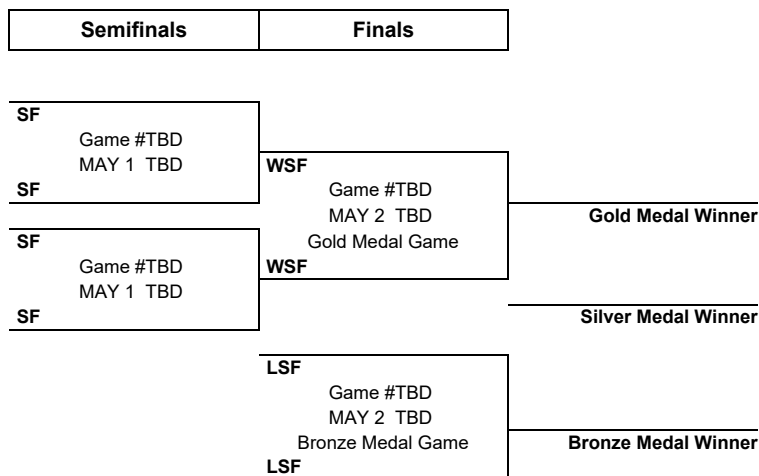 Semifinals Finals
SF
Game #TBD
MAY 1 TBD
SF
SF
Game #TBD
MAY 1 TBD
SF
WSF
Game #TBD
MAY 2 TBD
Gold Medal Game
WSF
Gold Medal Winner
Silver Medal Winner
LSF
Game #TBD
MAY 2 TBD
Bronze Medal Game
LSF
Bronze Medal Winner